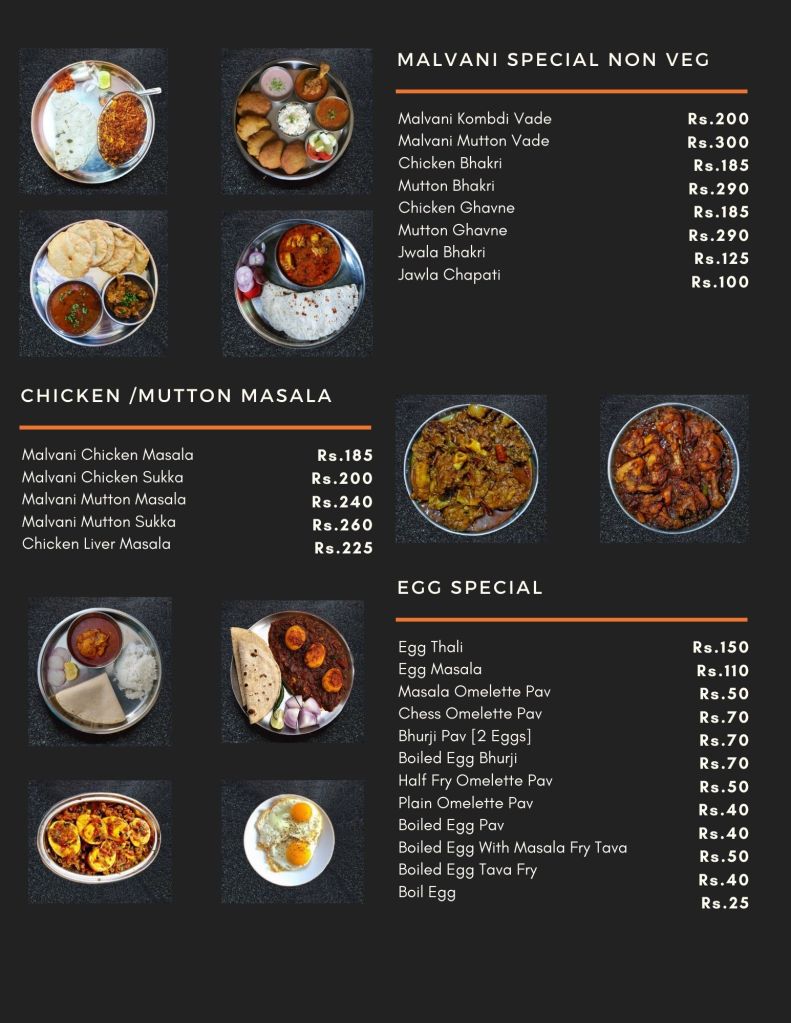 MALVANI SPECIAL NON VEG
Malvani Kombdi Vade Rs.200
Malvani Mutton Vade Rs.300
Chicken Bhakri Rs.185
Mutton Bhakri Rs.290
Chicken Ghavne Rs.185
Mutton Ghavne Rs.290
Jwala Bhakri Rs.125
Jawla Chapati Rs.100
CHICKEN /MUTTON MASALA
Malvani Chicken Masala Rs.185
Malvani Chicken Sukka Rs.200
Malvani Mutton Masala Rs.240
Malvani Mutton Sukka Rs.260
Chicken Liver Masala Rs.225
EGG SPECIAL
Egg Thali Rs.150
Egg Masala Rs.110
Masala Omelette Pav Rs.50
Chess Omelette Pav Rs.70
Bhurji Pav [2 Eggs] Rs.70
Boiled Egg Bhurji Rs.70
Half Fry Omelette Pav Rs.50
Plain Omelette Pav Rs.40
Boiled Egg Pav Rs.40
Boiled Egg With Masala Fry Tava Rs.50
Boiled Egg Tava Fry Rs.40
Boil Egg Rs.25